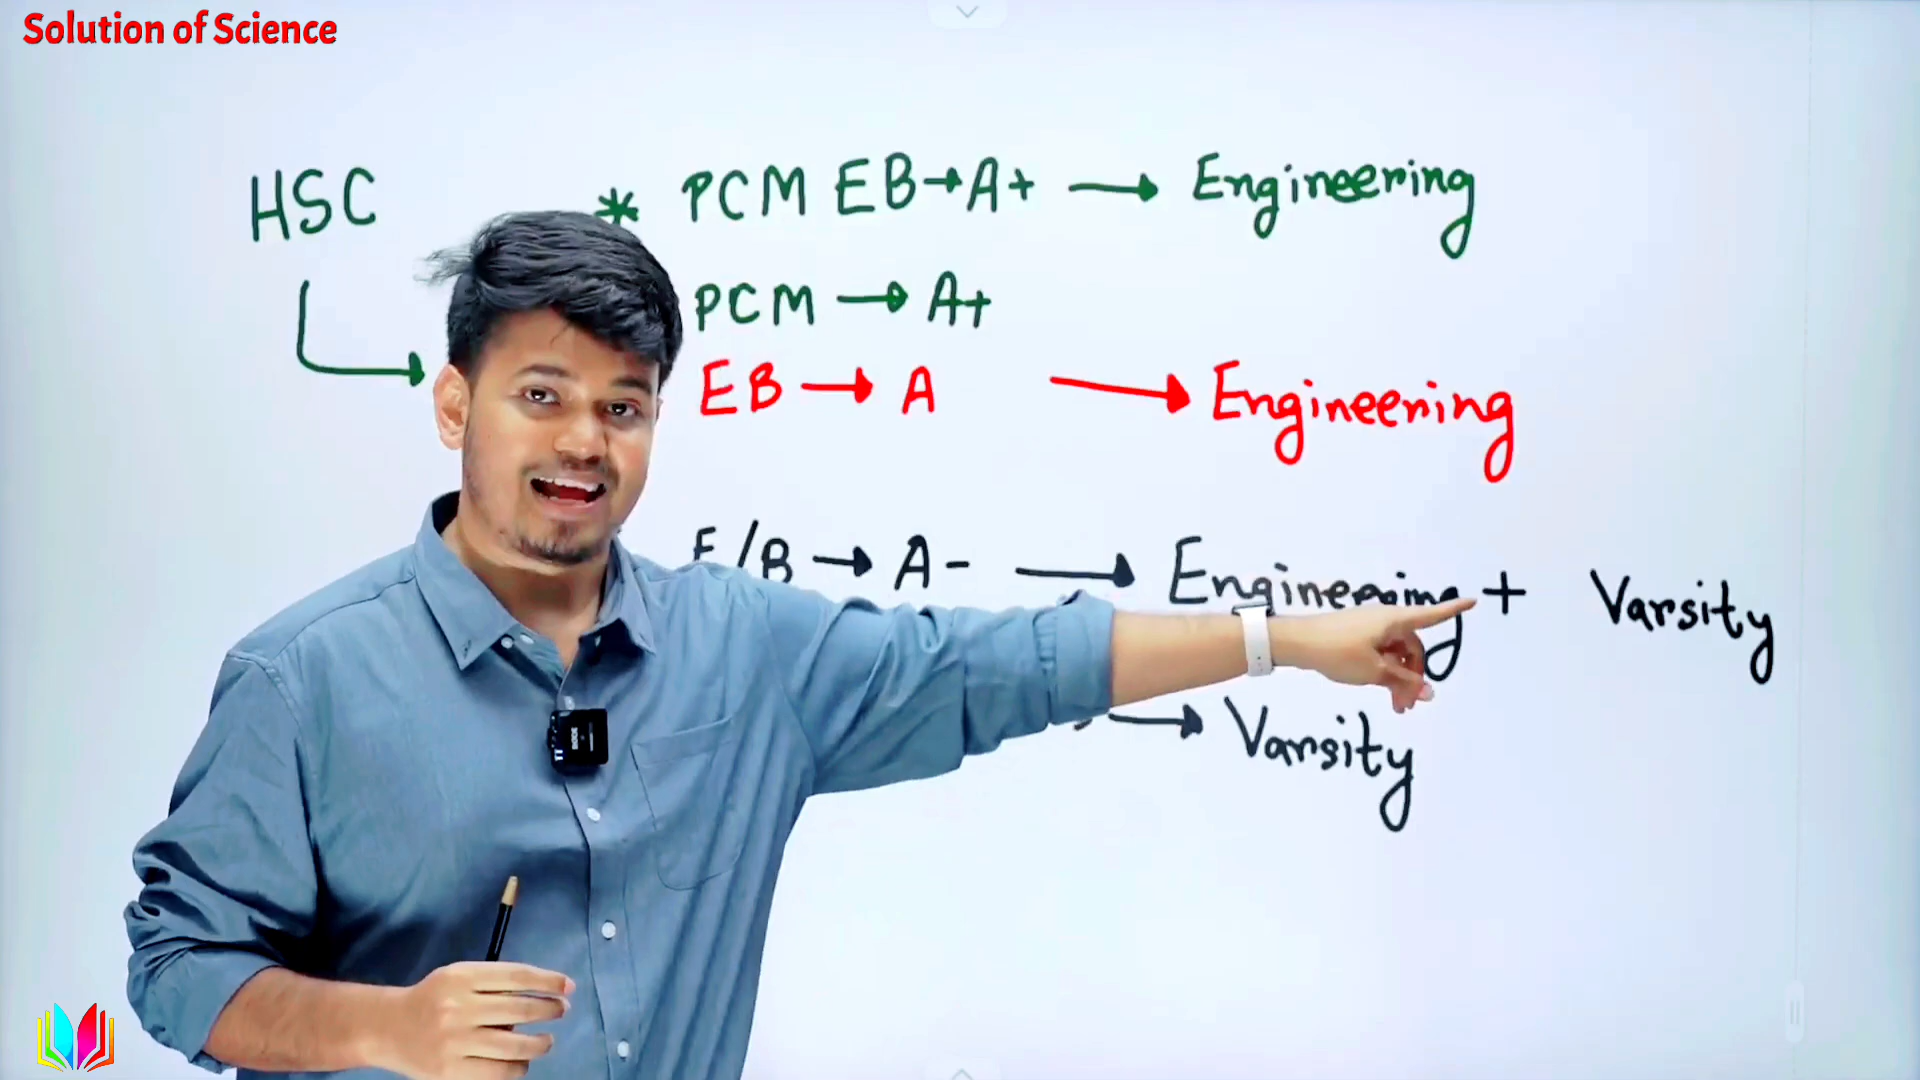 Solution of Science
HSC * PCM EB→A+ → Engineering
PCM → A+
EB → A → Engineering
E/B → A- → Engineering + Varsity
→ Varsity